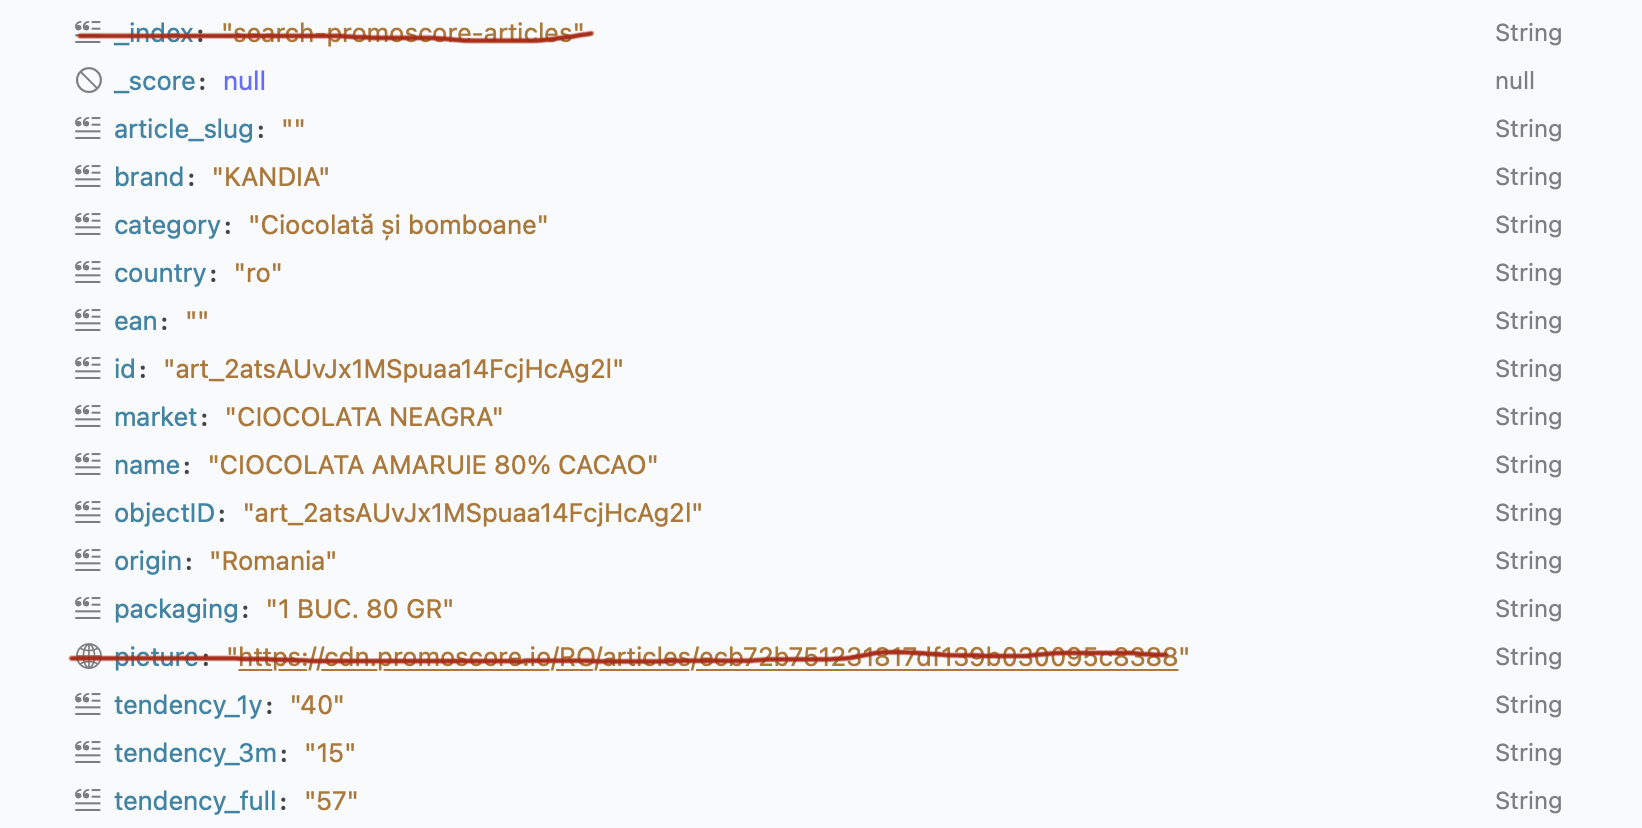 _index: "search-promoscore-articles" String
_score: null null
article_slug: "" String
brand: "KANDIA" String
category: "Ciocolată și bomboane" String
country: "ro" String
ean: "" String
id: "art_2atsAUvJx1MSpuaa14FcjHcAg2l" String
market: "CIOCOLATA NEAGRA" String
name: "CIOCOLATA AMARUIE 80% CACAO" String
objectID: "art_2atsAUvJx1MSpuaa14FcjHcAg2l" String
origin: "Romania" String
packaging: "1 BUC. 80 GR" String
picture: "https://cdn.promoscore.io/RO/articles/ecb72b751231817df139b030095c8388" String
tendency_1y: "40" String
tendency_3m: "15" String
tendency_full: "57" String